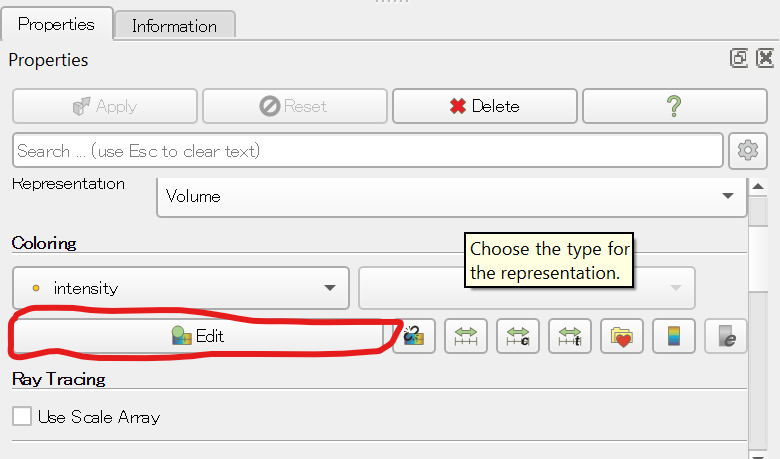 Properties
Information
Properties
Apply
Reset
Delete
?
Search ... (use Esc to clear text)
Representation
Volume
Coloring
Choose the type for
the representation.
intensity
Edit
c
t
e
Ray Tracing
Use Scale Array